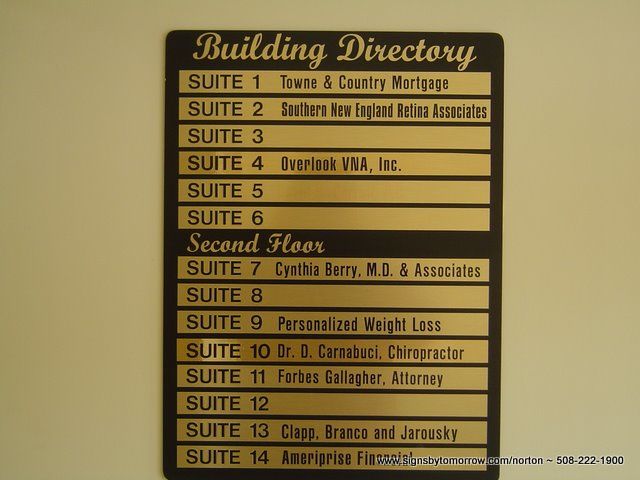 Building Directory
SUITE 1 Towne & Country Mortgage
SUITE 2 Southern New England Retina Associates
SUITE 3
SUITE 4 Overlook VNA, Inc.
SUITE 5
SUITE 6
Second Floor
SUITE 7 Cynthia Berry, M.D. & Associates
SUITE 8
SUITE 9 Personalized Weight Loss
SUITE 10 Dr. D. Carnabuci, Chiropractor
SUITE 11 Forbes Gallagher, Attorney
SUITE 12
SUITE 13 Clapp, Branco and Jarousky
SUITE 14 Ameriprise Financial
www.signsbytomorrow.com/norton ~ 508-222-1900